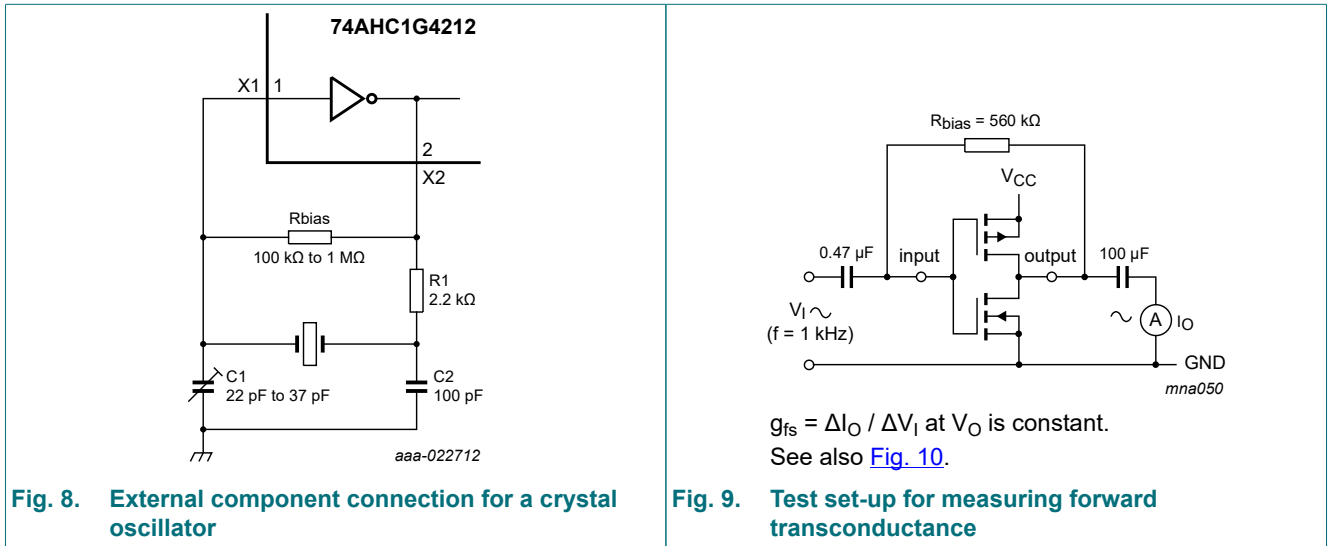 74AHC1G4212
X1
1
2
X2
Rbias
100 kΩ to 1 MΩ
R1
2.2 kΩ
C1
22 pF to 37 pF
C2
100 pF
aaa-022712
Fig. 8. External component connection for a crystal
oscillator
Rbias = 560 kΩ
VCC
0.47 μF
input
output
100 μF
VI
(f = 1 kHz)
A
IO
GND
mna050
gfs = ΔIO / ΔVI at VO is constant.
See also Fig. 10.
Fig. 9. Test set-up for measuring forward
transconductance